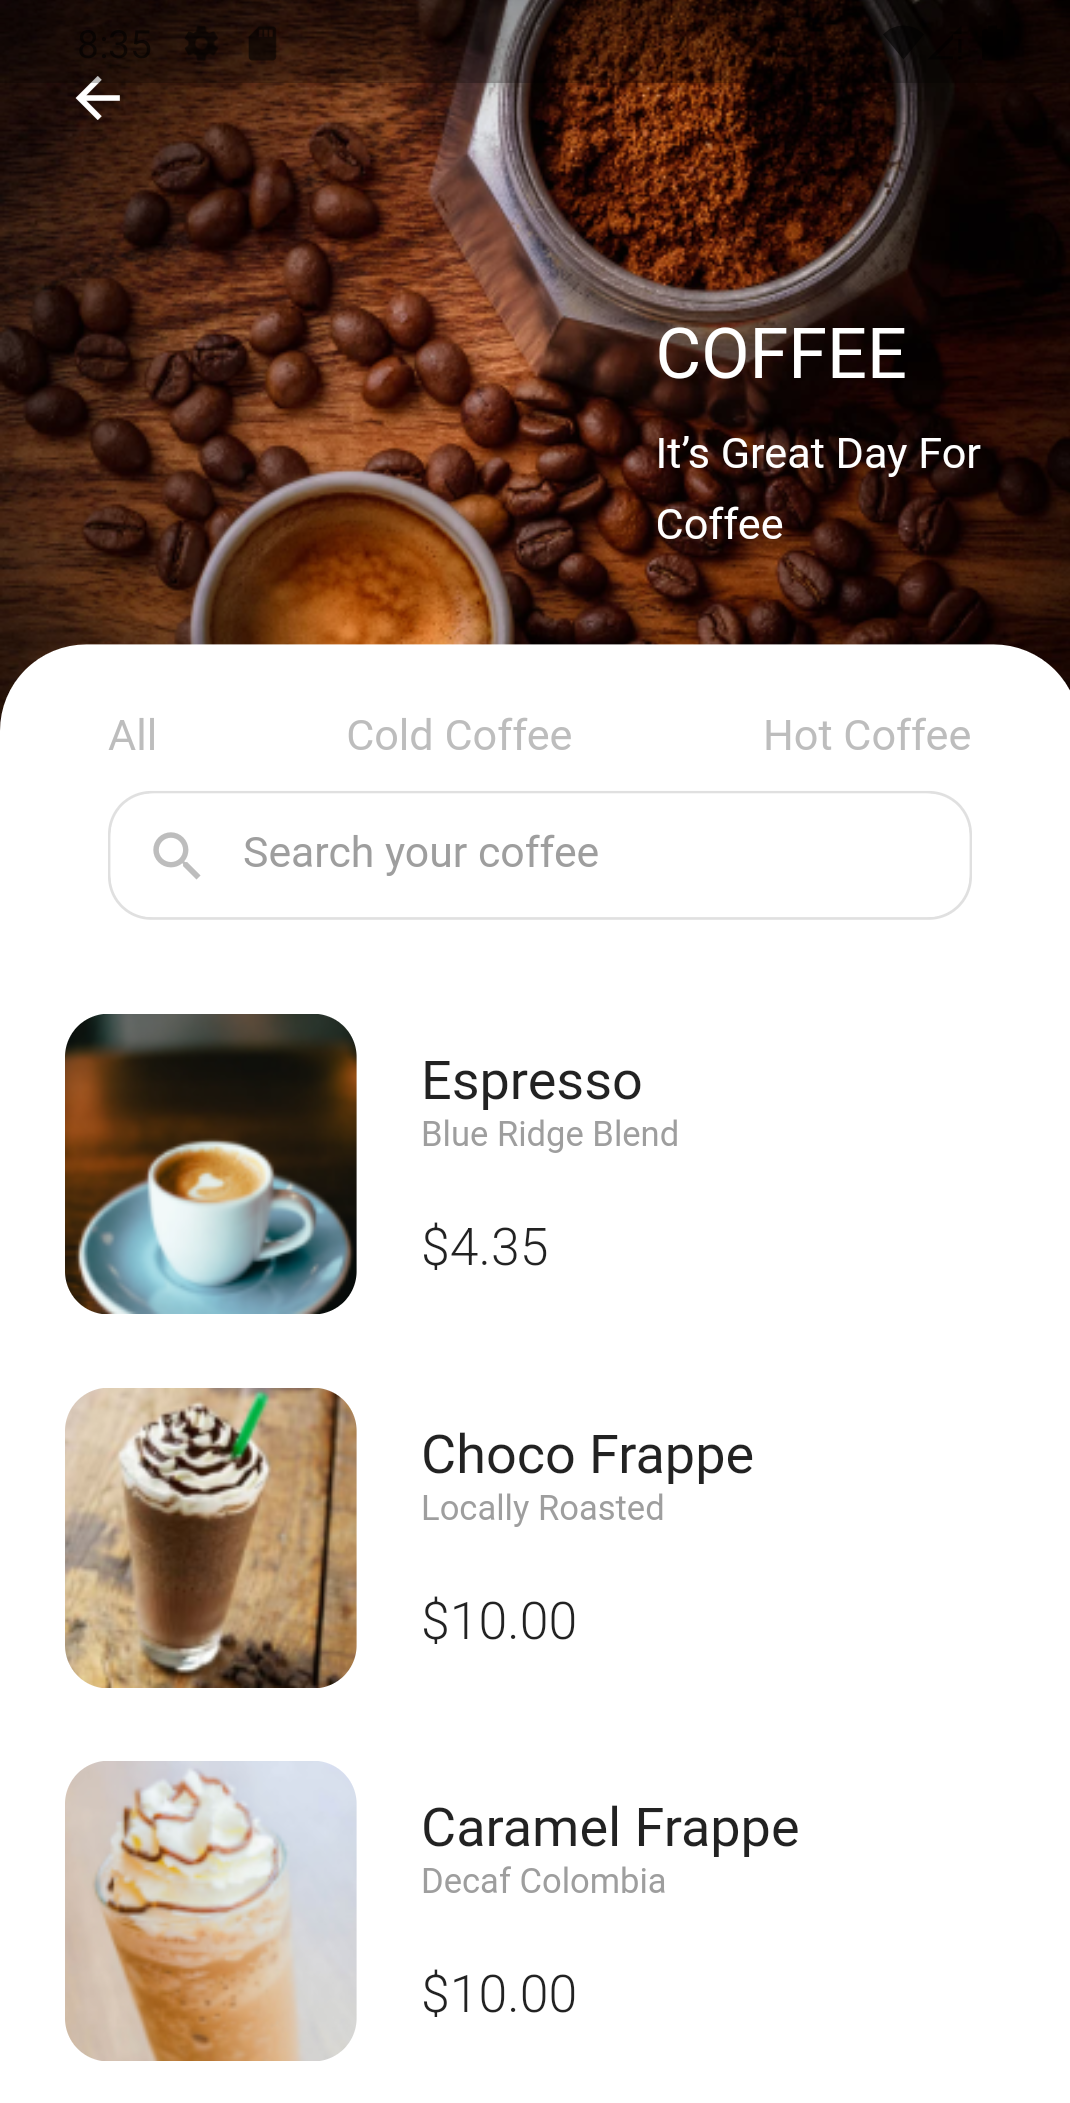 8:35
COFFEE
It’s Great Day For
Coffee
All Cold Coffee Hot Coffee
Search your coffee
Espresso
Blue Ridge Blend
$4.35
Choco Frappe
Locally Roasted
$10.00
Caramel Frappe
Decaf Colombia
$10.00